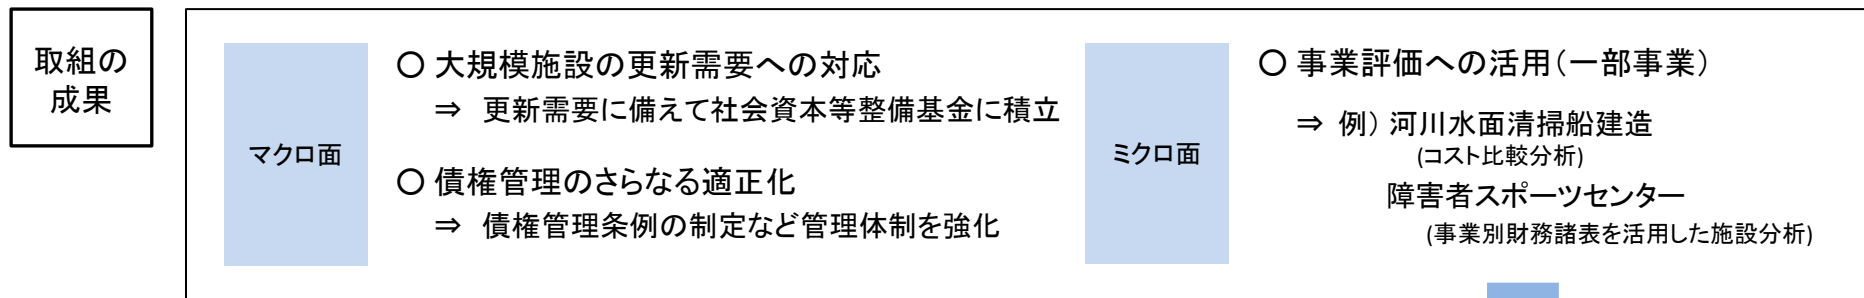 取組の
成果
マクロ面
〇 大規模施設の更新需要への対応
⇒ 更新需要に備えて社会資本等整備基金に積立
〇 債権管理のさらなる適正化
⇒ 債権管理条例の制定など管理体制を強化
ミクロ面
〇 事業評価への活用（一部事業）
⇒ 例）河川水面清掃船建造
(コスト比較分析)
障害者スポーツセンター
(事業別財務諸表を活用した施設分析)